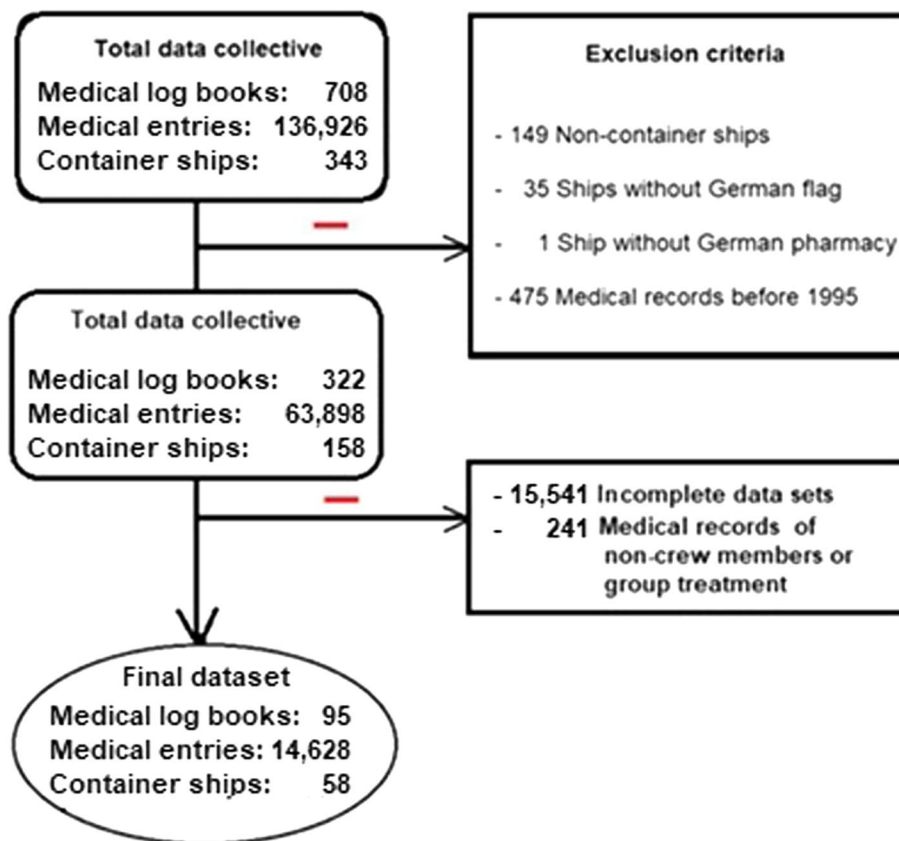 Total data collective
Medical log books: 708
Medical entries: 136,926
Container ships: 343
Exclusion criteria
- 149 Non-container ships
- 35 Ships without German flag
- 1 Ship without German pharmacy
- 475 Medical records before 1995
Total data collective
Medical log books: 322
Medical entries: 63,898
Container ships: 158
- 15,541 Incomplete data sets
- 241 Medical records of
non-crew members or
group treatment
Final dataset
Medical log books: 95
Medical entries: 14,628
Container ships: 58